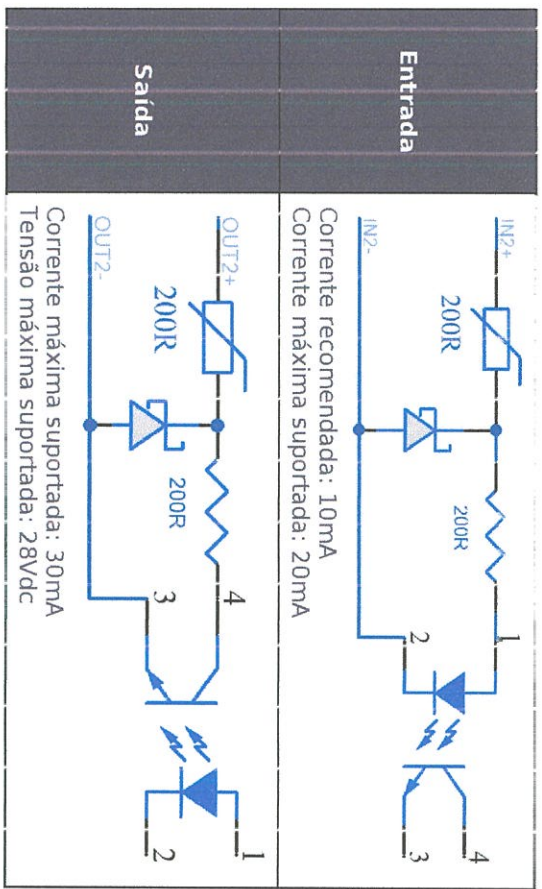 Entrada
IN2+
200R
200R
1
4
IN2-
2
3
Corrente recomendada: 10mA
Corrente máxima suportada: 20mA
Saída
OUT2+
200R
200R
4
1
OUT2-
3
2
Corrente máxima suportada: 30mA
Tensão máxima suportada: 28Vdc